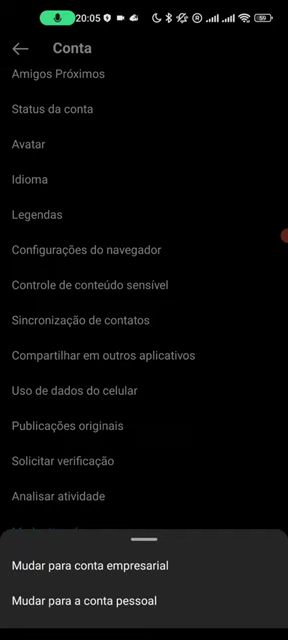 20:05
Conta
Amigos Próximos
Status da conta
Avatar
Idioma
Legendas
Configurações do navegador
Controle de conteúdo sensível
Sincronização de contatos
Compartilhar em outros aplicativos
Uso de dados do celular
Publicações originais
Solicitar verificação
Analisar atividade
Mudar para conta empresarial
Mudar para a conta pessoal